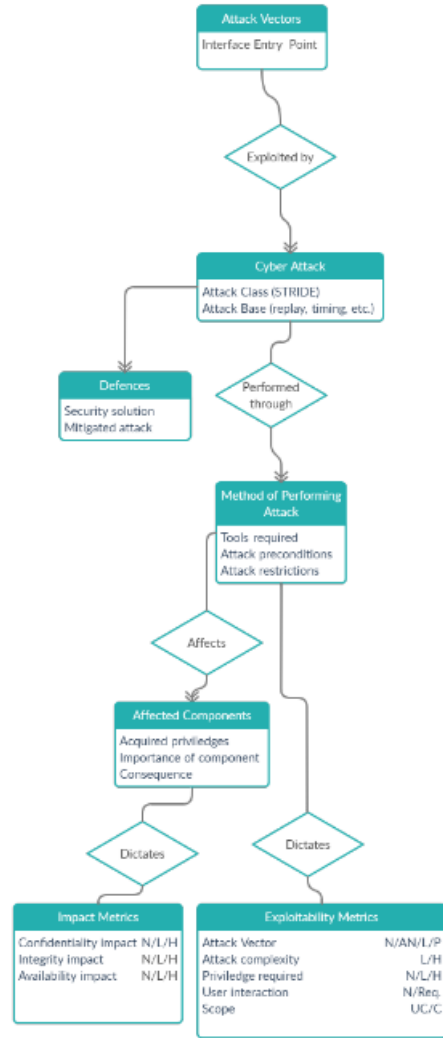 Attack Vectors
Interface Entry Point
Exploited by
Cyber Attack
Attack Class (STRIDE)
Attack Base (replay, timing, etc.)
Defences
Security solution
Mitigated attack
Performed
through
Method of Performing
Attack
Tools required
Attack preconditions
Attack restrictions
Affects
Affected Components
Acquired priviledges
Importance of component
Consequence
Dictates
Dictates
Impact Metrics
Confidentiality impact N/L/H
Integrity impact N/L/H
Availability impact N/L/H
Exploitability Metrics
Attack Vector N/AN/L/P
Attack complexity L/H
Priviledge required N/L/H
User interaction N/Req.
Scope UC/C